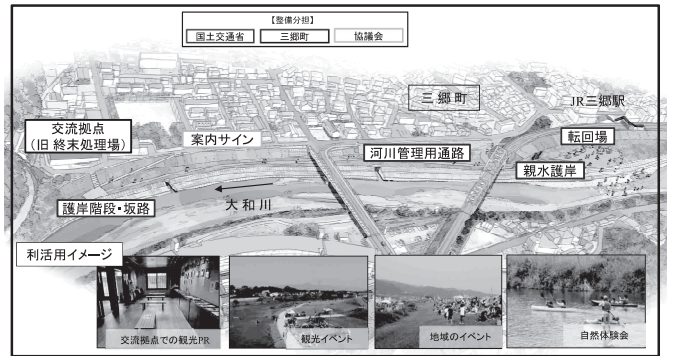 【整備分担】
国土交通省
三郷町
協議会
三郷町
JR三郷駅
交流拠点
(旧 終末処理場)
案内サイン
転回場
河川管理用通路
親水護岸
護岸階段・坂路
大和川
利活用イメージ
交流拠点での観光PR
観光イベント
地域のイベント
自然体験会